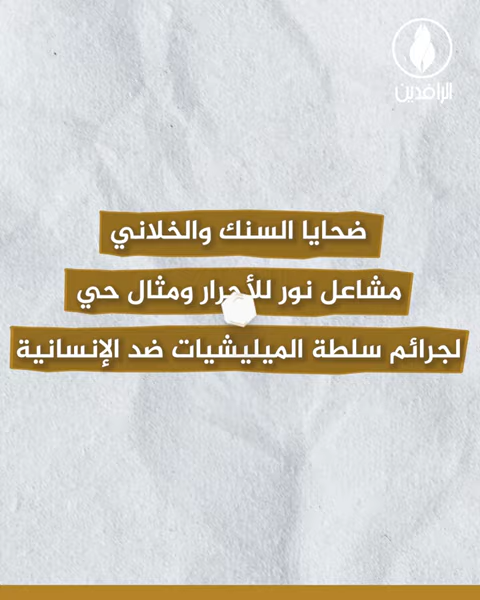 الرافدين
ضحايا السنك والخلاني
مشاعل نور للأحرار ومثال حي
لجرائم سلطة الميليشيات ضد الإنسانية